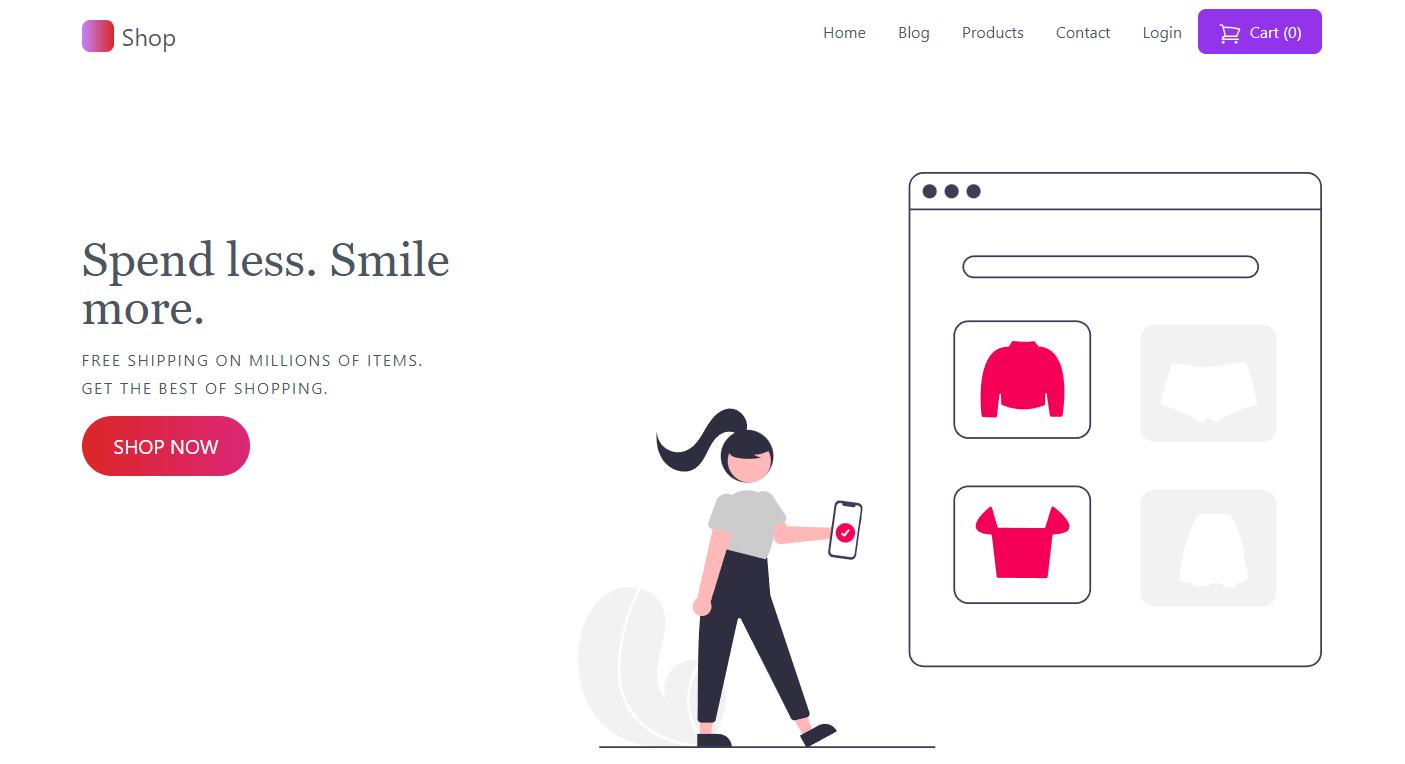 Shop
Home Blog Products Contact Login Cart (0)
Spend less. Smile
more.
FREE SHIPPING ON MILLIONS OF ITEMS.
GET THE BEST OF SHOPPING.
SHOP NOW